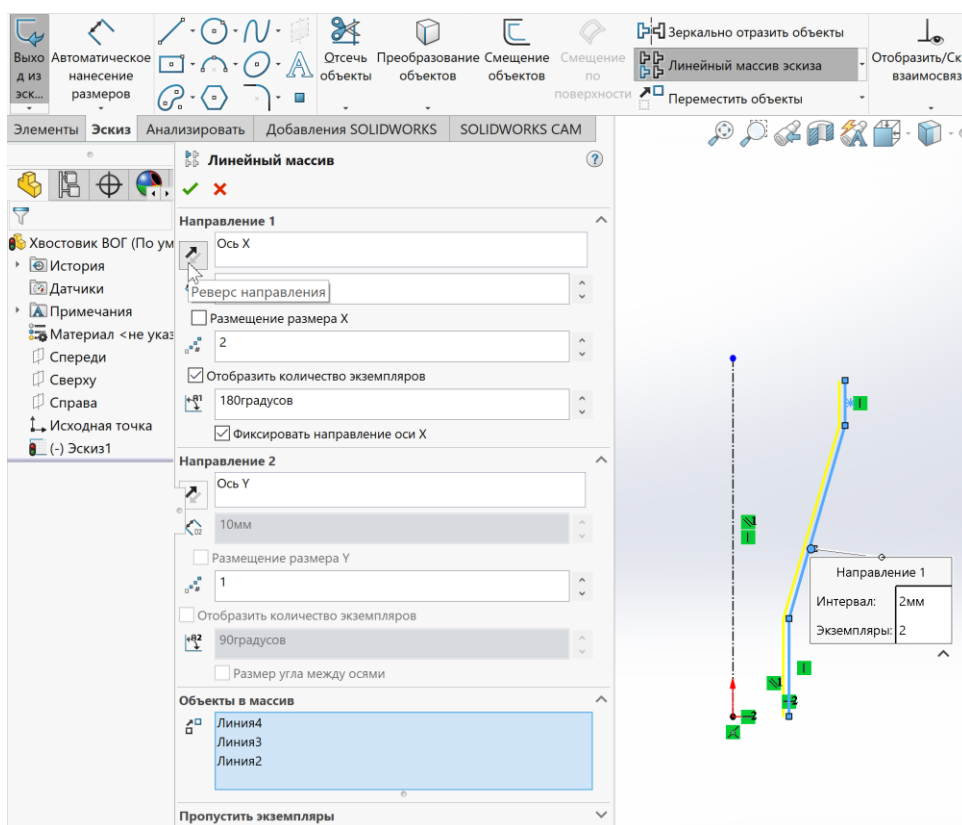 Зеркально отразить объекты
Выхо
д из
эск...
Автоматическое
нанесение
размеров
Отсечь
объекты
Преобразование
объектов
Смещение
объектов
Смещение
по
поверхности
Линейный массив эскиза
Отобразить/Ск
взаимосвяз
Переместить объекты
Элементы Эскиз Анализировать Добавления SOLIDWORKS SOLIDWORKS CAM
Линейный массив
Направление 1
Ось X
Хвостовик ВОГ (По ум
История
Реверс направления
Датчики
Размещение размера X
Примечания
Материал <не указ
2
Спереди
Отобразить количество экземпляров
Сверху
180градусов
Справа
Исходная точка
Фиксировать направление оси X
(-) Эскиз1
Направление 2
Ось Y
10мм
Размещение размера Y
1
Отобразить количество экземпляров
90градусов
Размер угла между осями
Объекты в массив
Линия4
Линия3
Линия2
Пропустить экземпляры
Направление 1
Интервал: 2мм
Экземпляры: 2